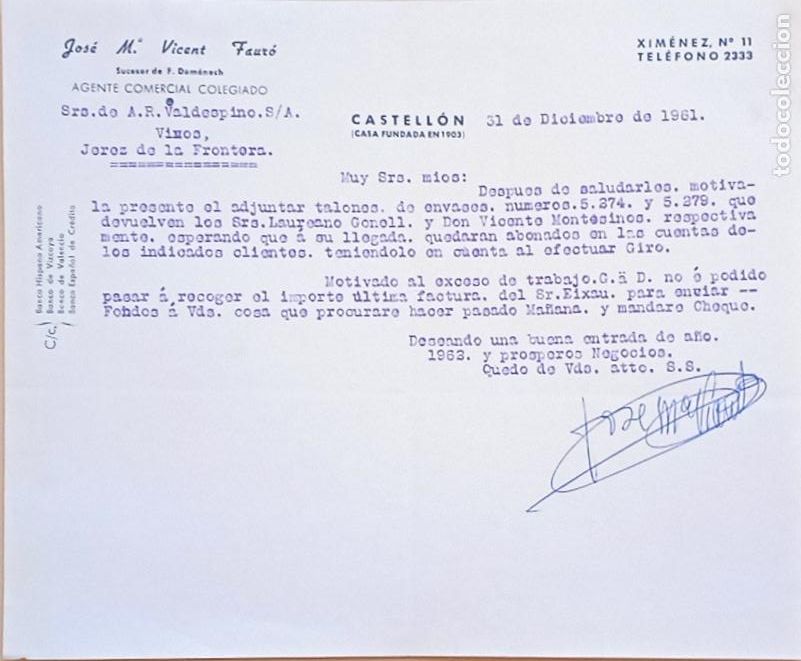 José M.ª Vicent Fauró
Sucesor de F. Doménech
AGENTE COMERCIAL COLEGIADO
XIMÉNEZ, Nº 11
TELÉFONO 2333
Srs.de A.R.Valdespino.S/A.
Vinos,
Jerez de la Frontera.
=================
CASTELLÓN
(CASA FUNDADA EN 1903)
31 de Diciembre de 1961.
Muy Srs. mios:
Despues de saludarles. motiva-
la presente el adjuntar talones. de envases. numeros.5.274. y 5.279. que
devuelven los Srs.Laureano Gonell. y Don Vicente Montesinos. respectiva
mente. esperando que á su llegada. quedaran abonados en las cuentas de-
los indicados clientes. teniendolo en cuenta al efectuar Giro.
Motivado al exceso de trabajo.G.ä D. no é podido
pasar á recoger el importe última factura. del Sr.Eixau. para enviar --
Fondos á Vds. cosa que procurare hacer pasado Mañana. y mandare Cheque.
Deseando una buena entrada de año.
1962. y prosperos Negocios.
Quedo de Vds. atto. S.S.
Jose Mª Vicent
C/c.
Banco Hispano Americano
Banco de Vizcaya
Banco de Valencia
Banco Español de Crédito
todocoleccion